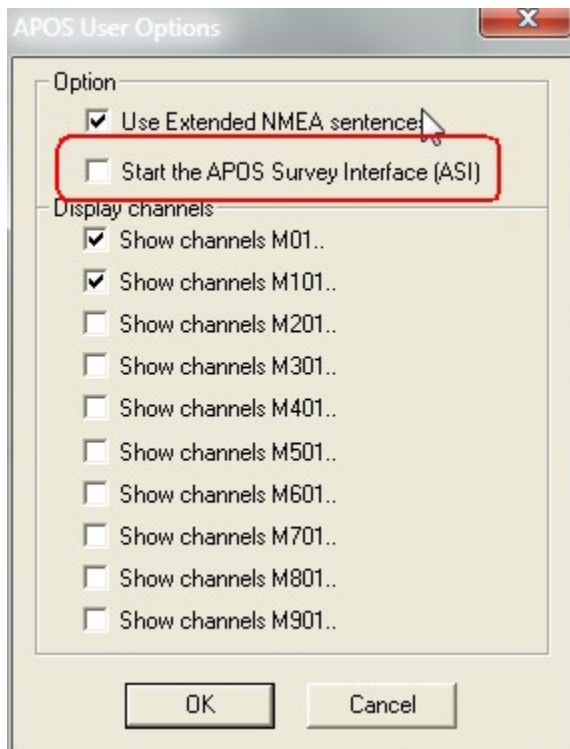 APOS User Options
Option
Use Extended NMEA sentences
Start the APOS Survey Interface (ASI)
Display channels
Show channels M01..
Show channels M101..
Show channels M201..
Show channels M301..
Show channels M401..
Show channels M501..
Show channels M601..
Show channels M701..
Show channels M801..
Show channels M901..
OK
Cancel